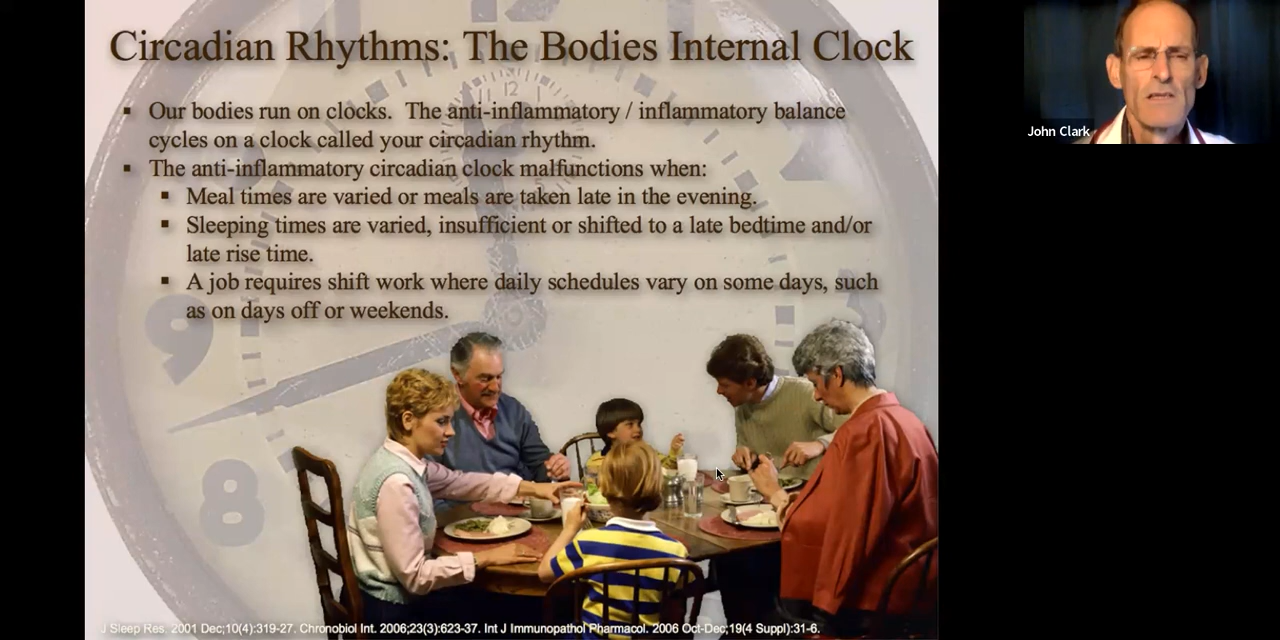 Circadian Rhythms: The Bodies Internal Clock
12
John Clark
▪ Our bodies run on clocks. The anti-inflammatory / inflammatory balance
cycles on a clock called your circadian rhythm.
▪ The anti-inflammatory circadian clock malfunctions when:
▪ Meal times are varied or meals are taken late in the evening.
▪ Sleeping times are varied, insufficient or shifted to a late bedtime and/or
late rise time.
▪ A job requires shift work where daily schedules vary on some days, such
as on days off or weekends.
9
8
J Sleep Res. 2001 Dec;10(4):319-27. Chronobiol Int. 2006;23(3):623-37. Int J Immunopathol Pharmacol. 2006 Oct-Dec;19(4 Suppl):31-6.